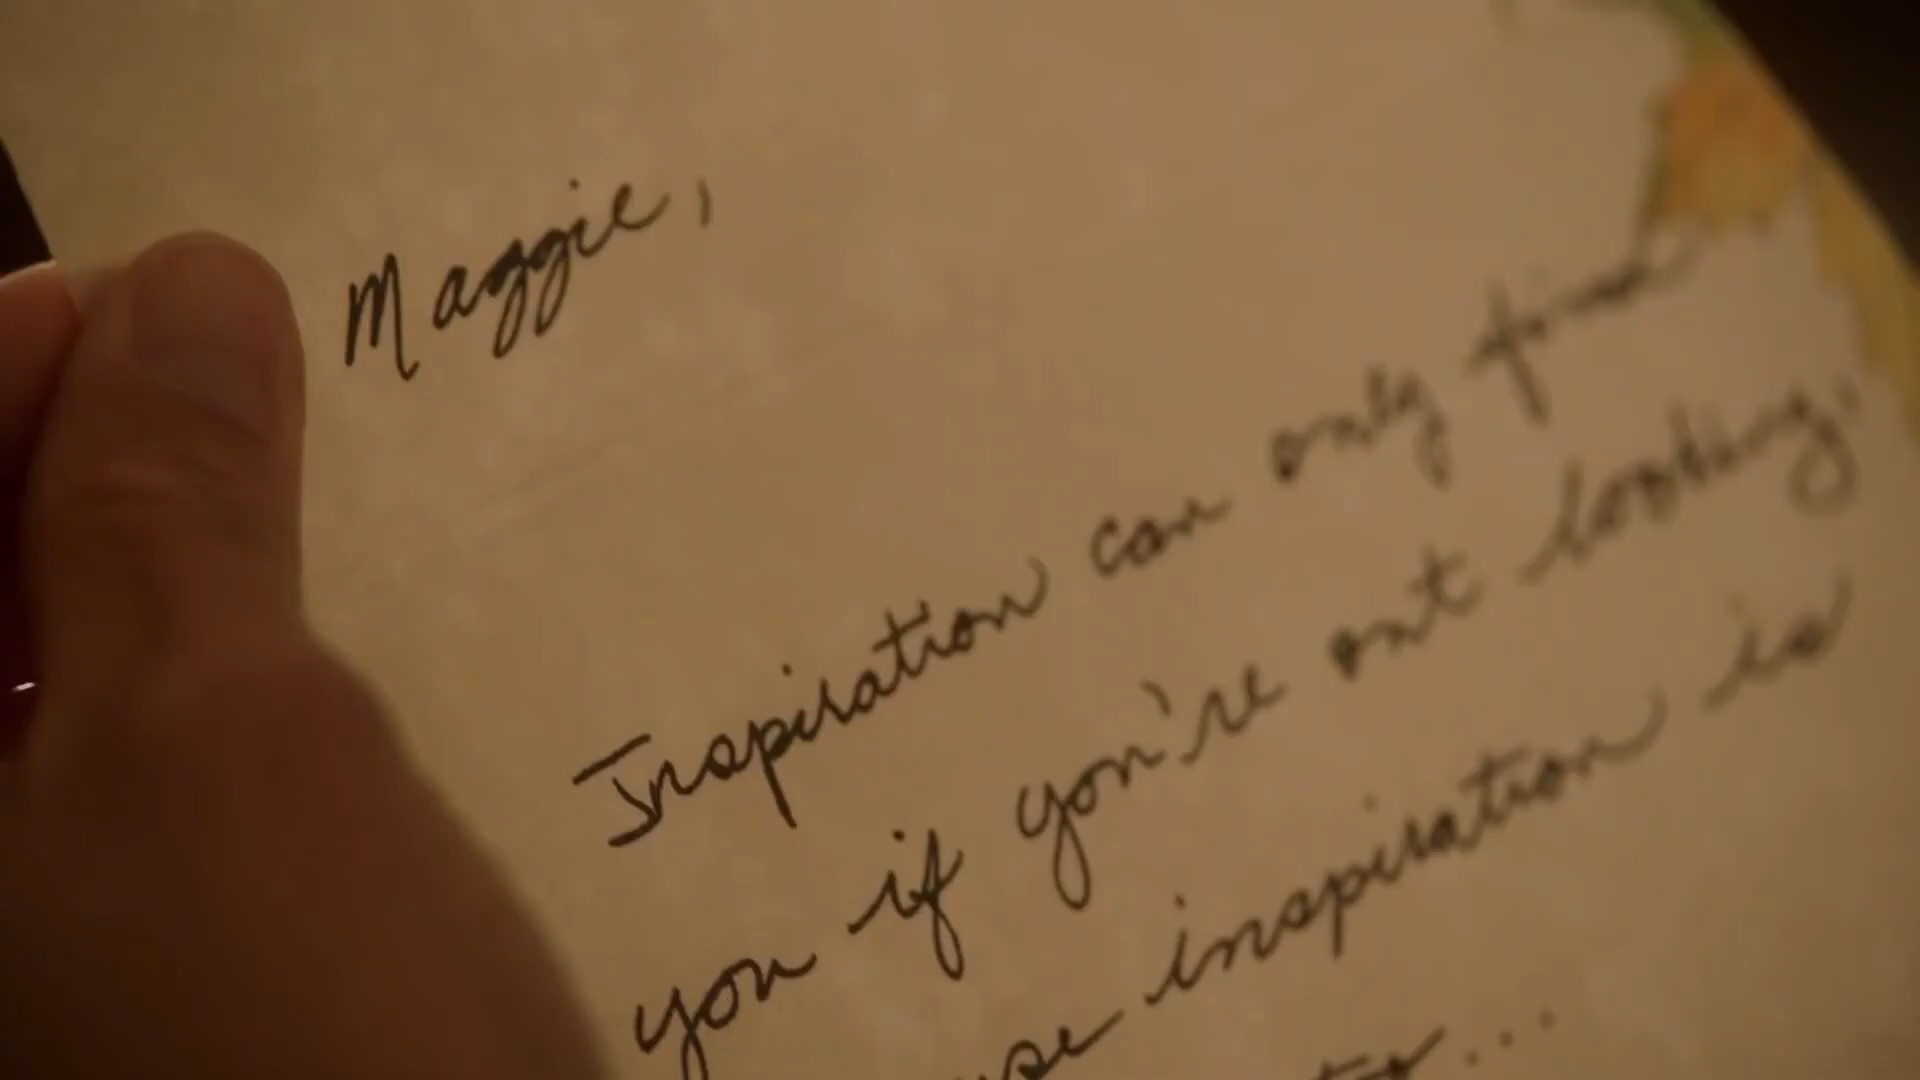 Maggie,
Inspiration can only find
you if you're out looking,
inspiration is